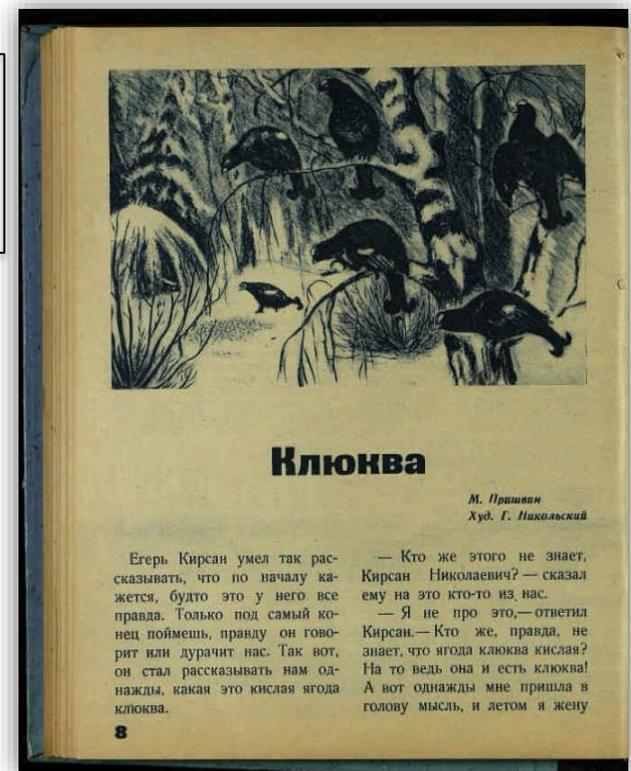 Клюква
М. Пришвин
Худ. Г. Никольский
Егерь Кирсан умел так рас-
сказывать, что по началу ка-
жется, будто это у него все
правда. Только под самый ко-
нец поймешь, правду он гово-
рит или дурачит нас. Так вот,
он стал рассказывать нам од-
нажды, какая это кислая ягода
клюква.
— Кто же этого не знает,
Кирсан Николаевич? — сказал
ему на это кто-то из нас.
— Я не про это,— ответил
Кирсан.— Кто же, правда, не
знает, что ягода клюква кислая?
На то ведь она и есть клюква!
А вот однажды мне пришла в
голову мысль, и летом я жену
8